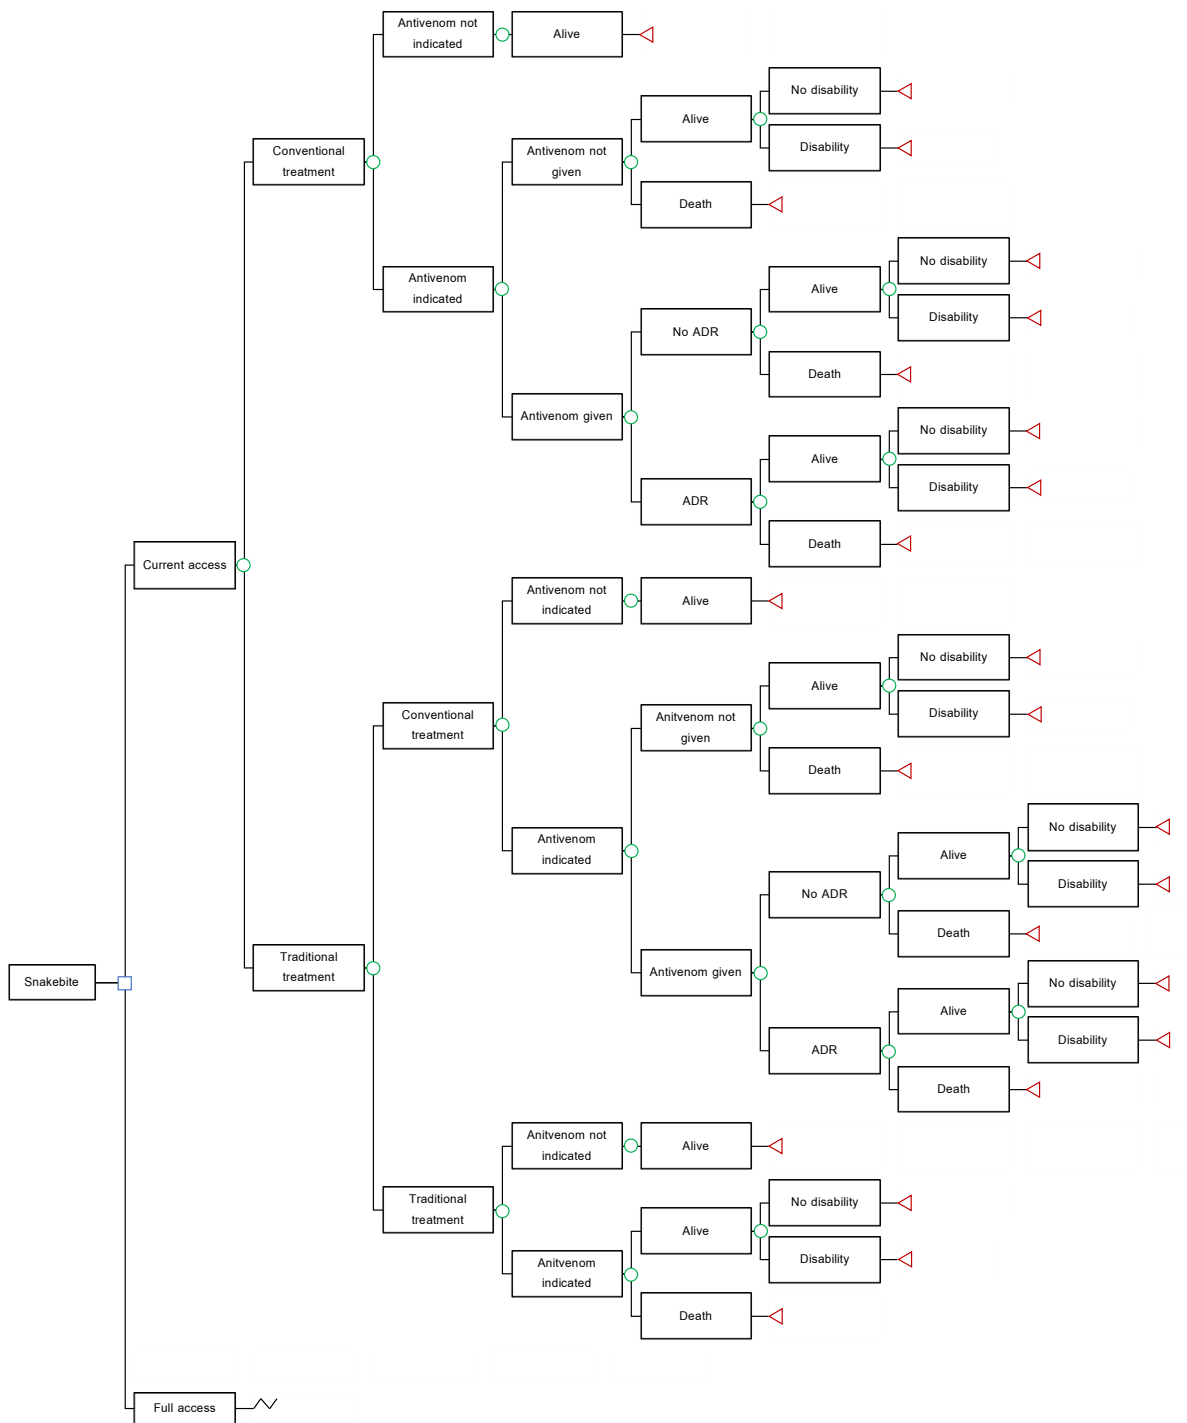 Antivenom not
indicated
Alive
No disability
Alive
Conventional
treatment
Antivenom not
given
Disability
Death
No disability
Antivenom
indicated
Alive
Disability
No ADR
Death
Antivenom given
No disability
Alive
Disability
ADR
Death
Current access
Antivenom not
indicated
Alive
No disability
Alive
Disability
Conventional
treatment
Anitvenom not
given
Death
No disability
Antivenom
indicated
Alive
Disability
No ADR
Death
Traditional
treatment
Antivenom given
Snakebite
No disability
Alive
Disability
ADR
Death
Anitvenom not
indicated
Alive
Traditional
treatment
No disability
Alive
Disability
Anitvenom
indicated
Death
Full access